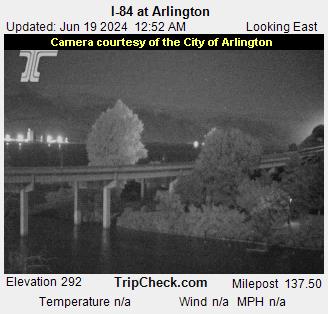 I-84 at Arlington
Updated: Jun 19 2024 12:52 AM Looking East
Camera courtesy of the City of Arlington
Elevation 292 TripCheck.com Milepost 137.50
Temperature n/a Wind n/a MPH n/a